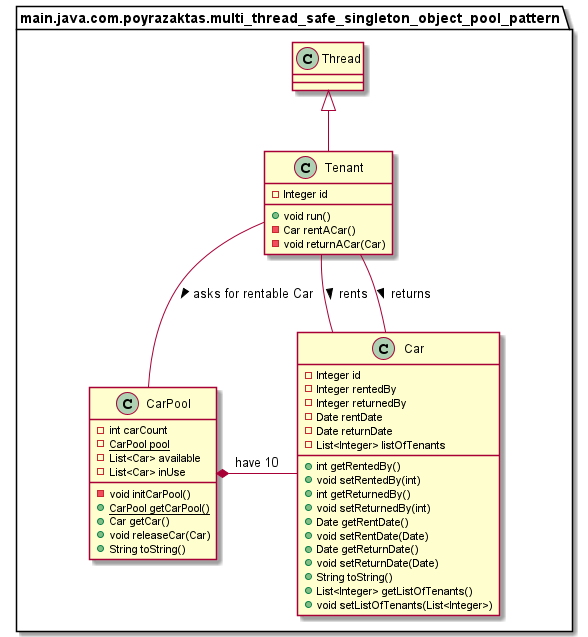 main.java.com.poyrazaktas.multi_thread_safe_singleton_object_pool_pattern
C Thread
C Tenant
Integer id
void run()
Car rentACar()
void returnACar(Car)
asks for rentable Car
rents
returns
C Car
Integer id
Integer rentedBy
Integer returnedBy
Date rentDate
Date returnDate
List<Integer> listOfTenants
int getRentedBy()
void setRentedBy(int)
int getReturnedBy()
void setReturnedBy(int)
Date getRentDate()
void setRentDate(Date)
Date getReturnDate()
void setReturnDate(Date)
String toString()
List<Integer> getListOfTenants()
void setListOfTenants(List<Integer>)
C CarPool
int carCount
CarPool pool
List<Car> available
List<Car> inUse
void initCarPool()
CarPool getCarPool()
Car getCar()
void releaseCar(Car)
String toString()
have 10